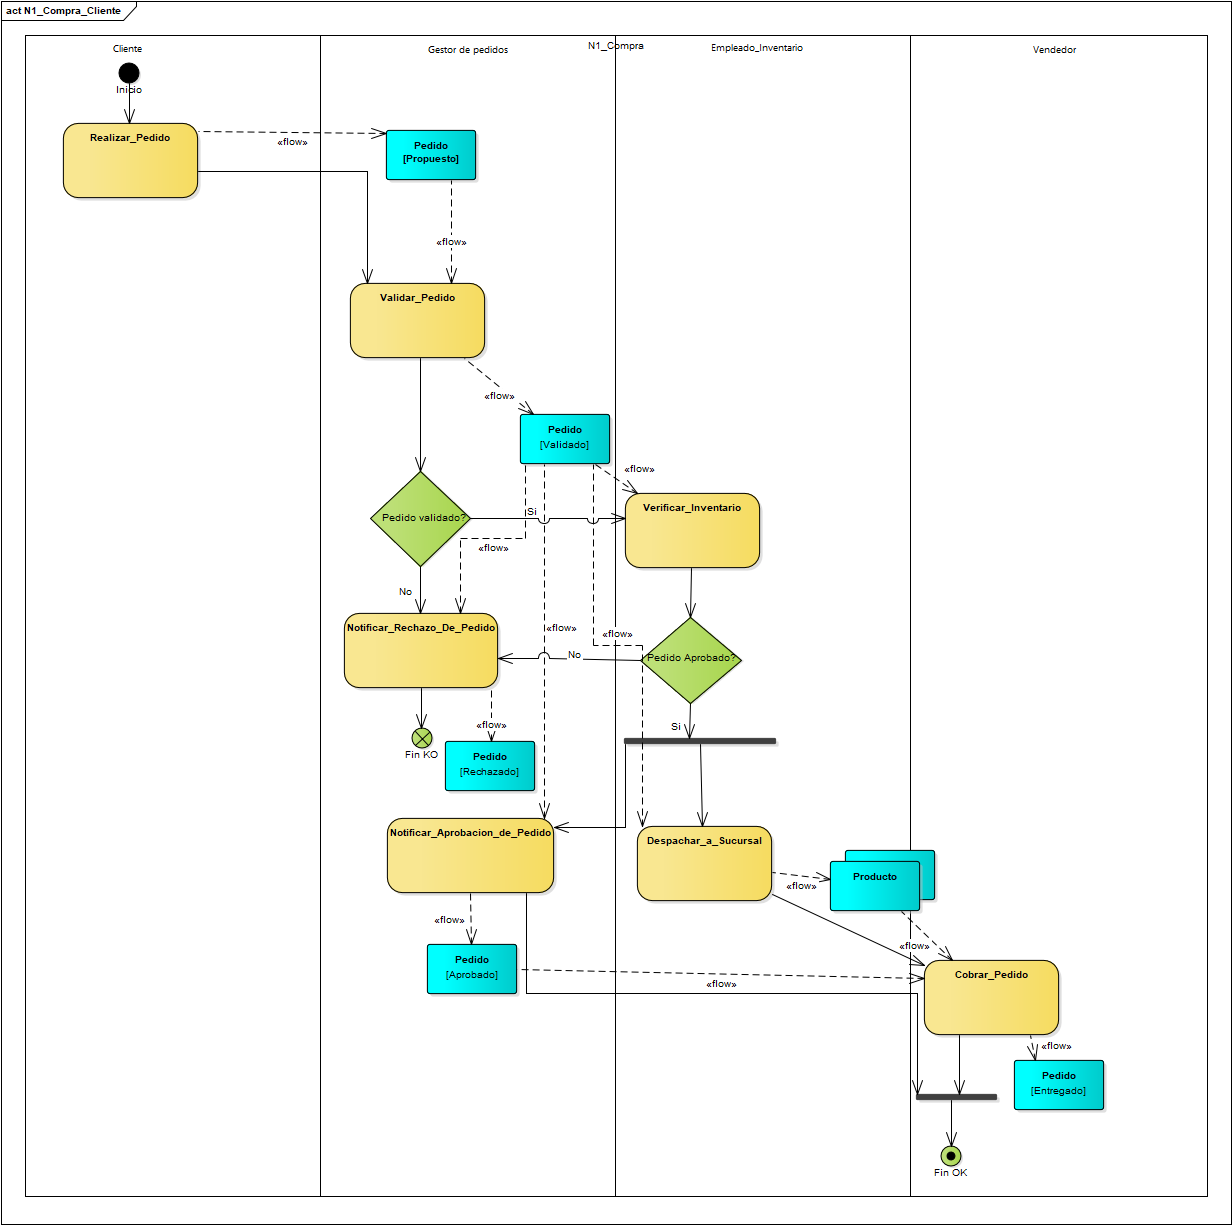 act N1_Compra_Cliente
N1_Compra
Cliente
Gestor de pedidos
Empleado_Inventario
Vendedor
Inicio
Realizar_Pedido
«flow»
Pedido
[Propuesto]
«flow»
Validar_Pedido
«flow»
Pedido
[Validado]
«flow»
Verificar_Inventario
Pedido validado?
Si
«flow»
No
Notificar_Rechazo_De_Pedido
«flow»
«flow»
No
Pedido Aprobado?
Si
«flow»
Fin KO
Pedido
[Rechazado]
Notificar_Aprobacion_de_Pedido
Despachar_a_Sucursal
«flow»
Producto
«flow»
«flow»
Pedido
[Aprobado]
«flow»
Cobrar_Pedido
«flow»
Pedido
[Entregado]
Fin OK